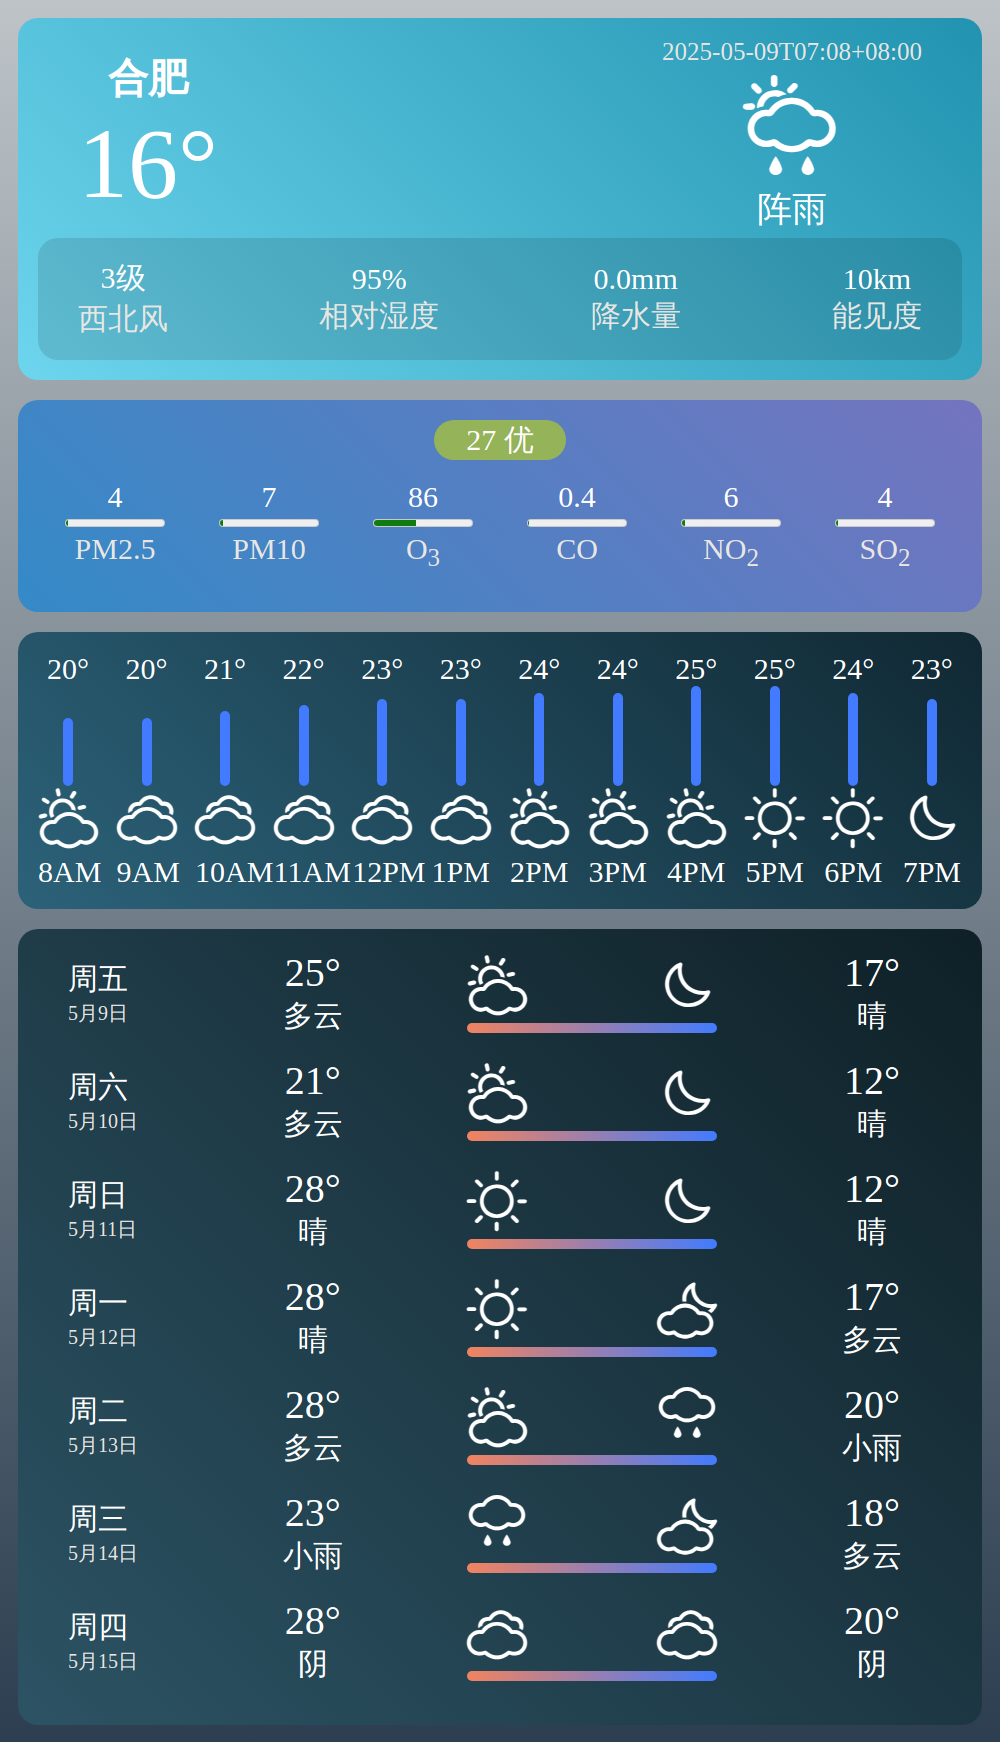 合肥
2025-05-09T07:08+08:00
16°
阵雨
3级 95% 0.0mm 10km
西北风 相对湿度 降水量 能见度
27 优
4 7 86 0.4 6 4
PM2.5 PM10 O3 CO NO2 SO2
20° 20° 21° 22° 23° 23° 24° 24° 25° 25° 24° 23°
8AM 9AM 10AM 11AM 12PM 1PM 2PM 3PM 4PM 5PM 6PM 7PM
周五 25° 17°
5月9日 多云 晴
周六 21° 12°
5月10日 多云 晴
周日 28° 12°
5月11日 晴 晴
周一 28° 17°
5月12日 晴 多云
周二 28° 20°
5月13日 多云 小雨
周三 23° 18°
5月14日 小雨 多云
周四 28° 20°
5月15日 阴 阴